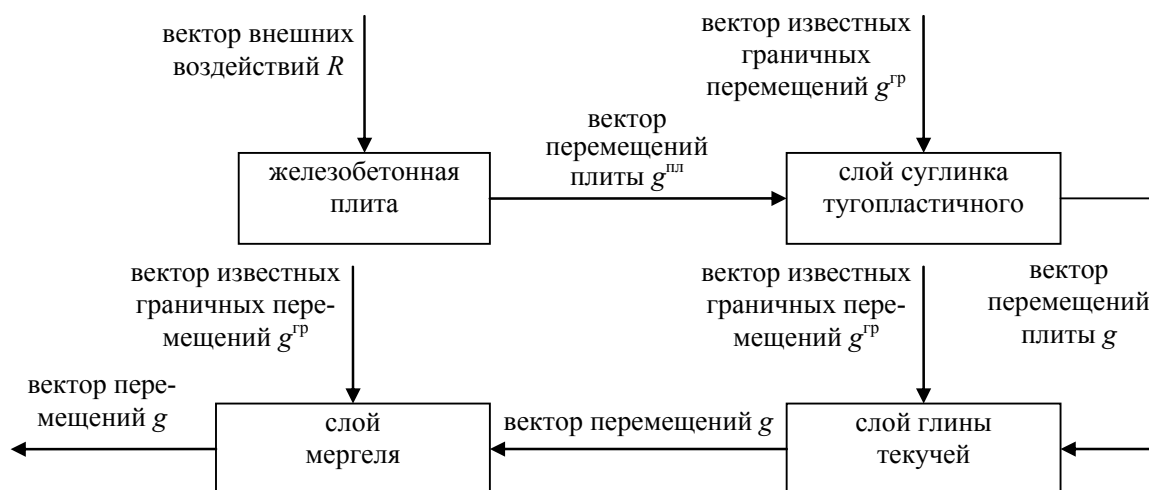 вектор внешних
воздействий R
вектор известных
граничных
перемещений gгр
железобетонная
плита
вектор
перемещений
плиты gпл
слой суглинка
тугопластичного
вектор известных
граничных пере-
мещений gгр
вектор известных
граничных пере-
мещений gгр
вектор
перемещений
плиты g
вектор пере-
мещений g
слой
мергеля
вектор перемещений g
слой глины
текучей